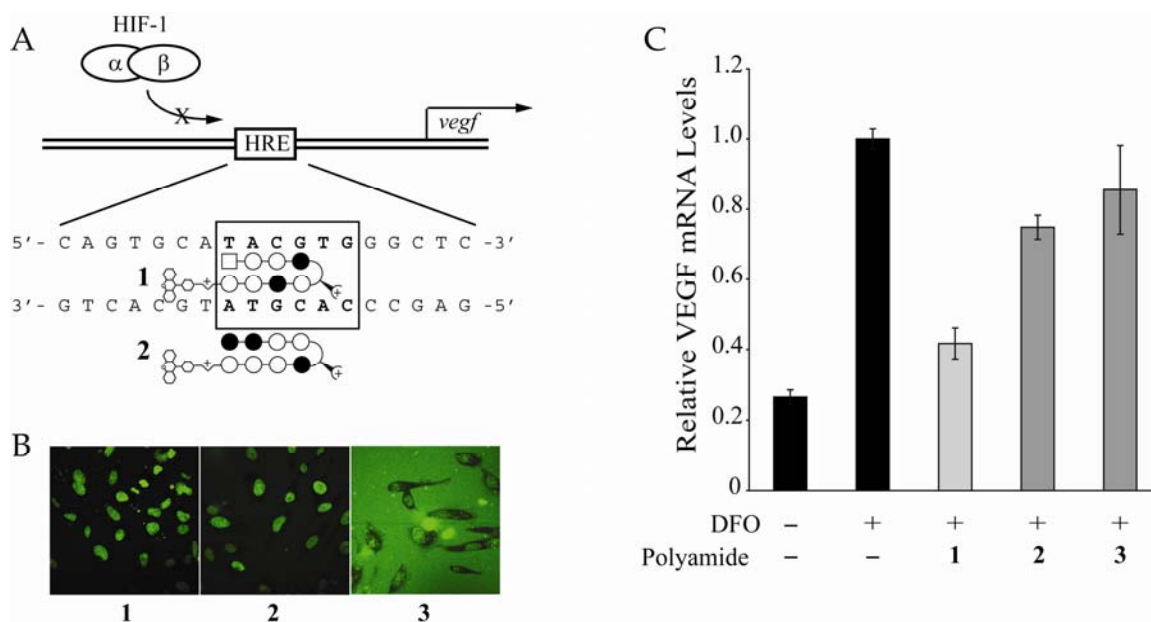 A
HIF-1
α β
X
vegf
HRE
5'- C A G T G C A T A C G T G G G C T C -3'
1
3'- G T C A C G T A T G C A C C C G A G -5'
2
+
+
+
+
B
1 2 3
C
Relative VEGF mRNA Levels
1.2
1.0
0.8
0.6
0.4
0.2
0
DFO – + + + +
Polyamide – – 1 2 3